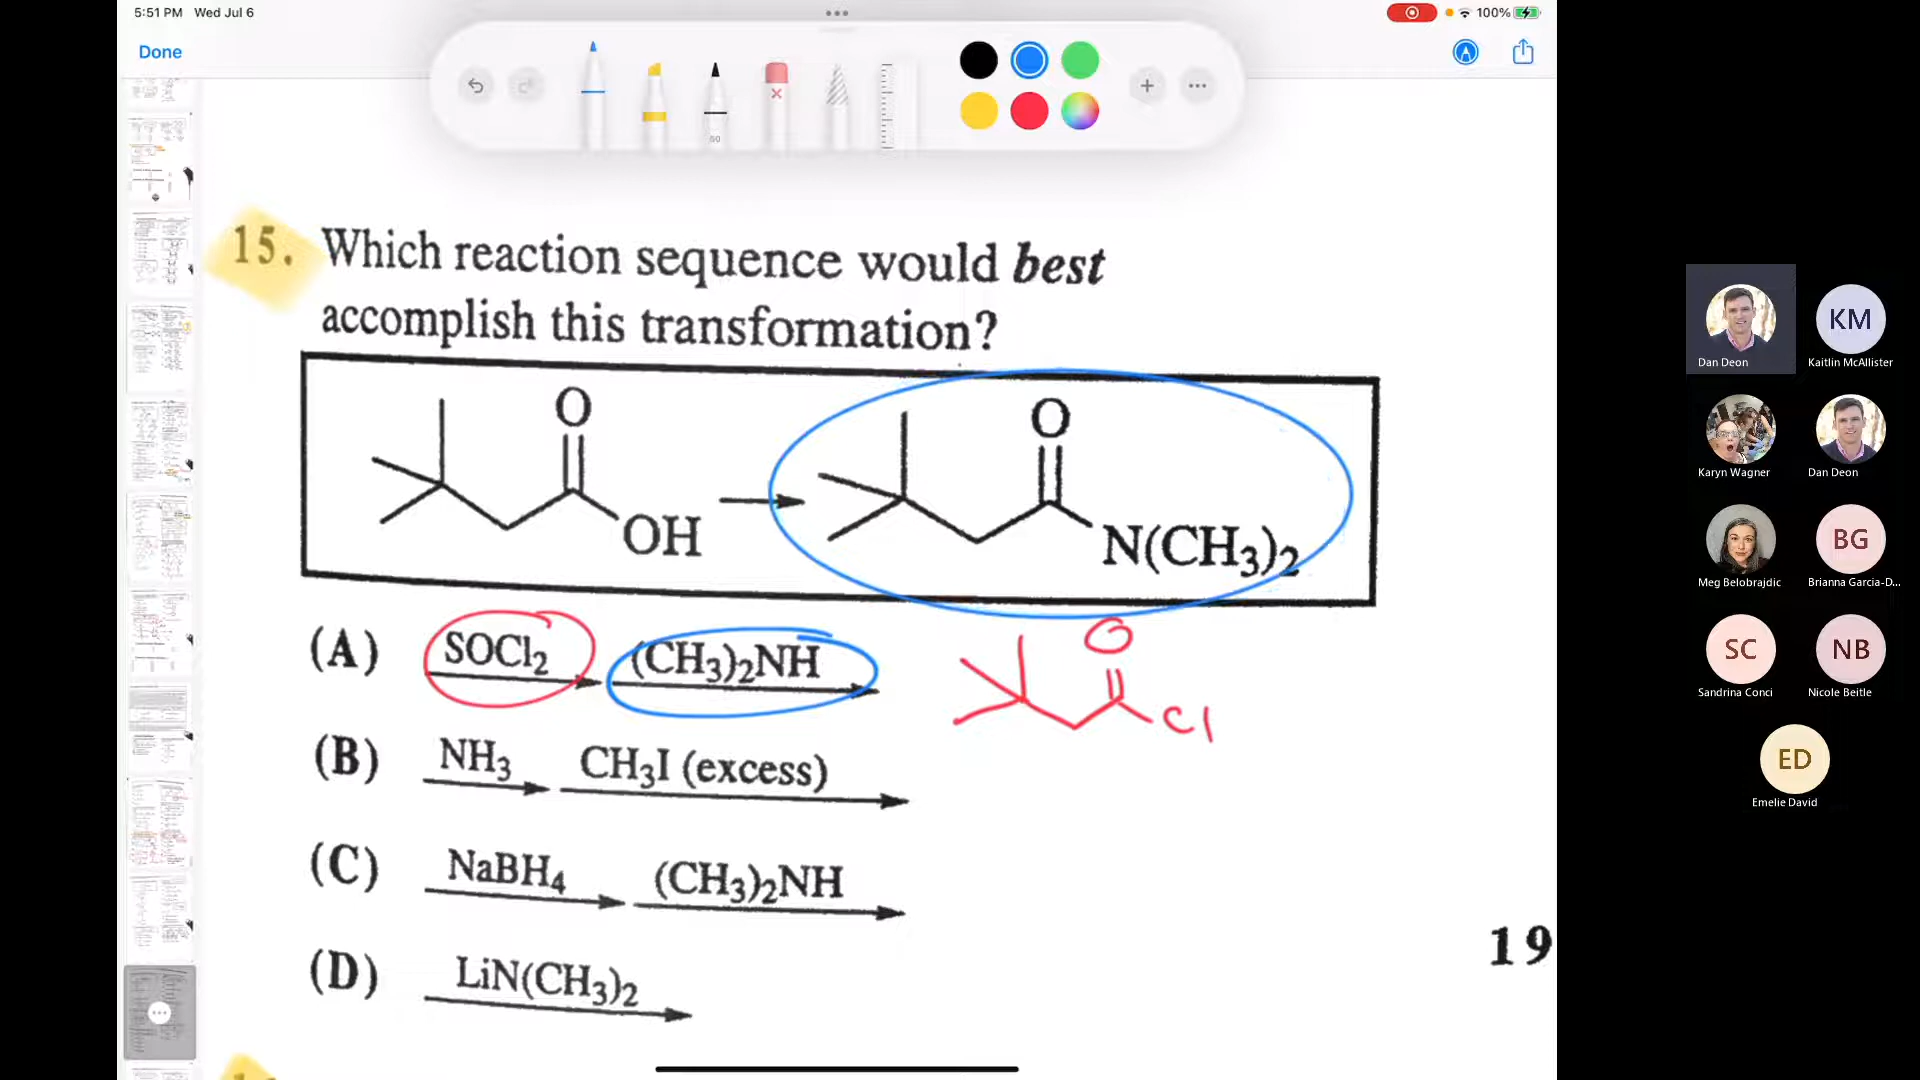 5:51 PM Wed Jul 6
100%
Done
50
15. Which reaction sequence would best
accomplish this transformation?
O
OH
O
N(CH3)2
(A) SOCl2 (CH3)2NH
O
Cl
(B) NH3 CH3I (excess)
(C) NaBH4 (CH3)2NH
(D) LiN(CH3)2
19
Dan Deon
KM
Kaitlin McAllister
Karyn Wagner
Dan Deon
Meg Belobrajdic
BG
Brianna Garcia-D...
SC
Sandrina Conci
NB
Nicole Beitle
ED
Emelie David